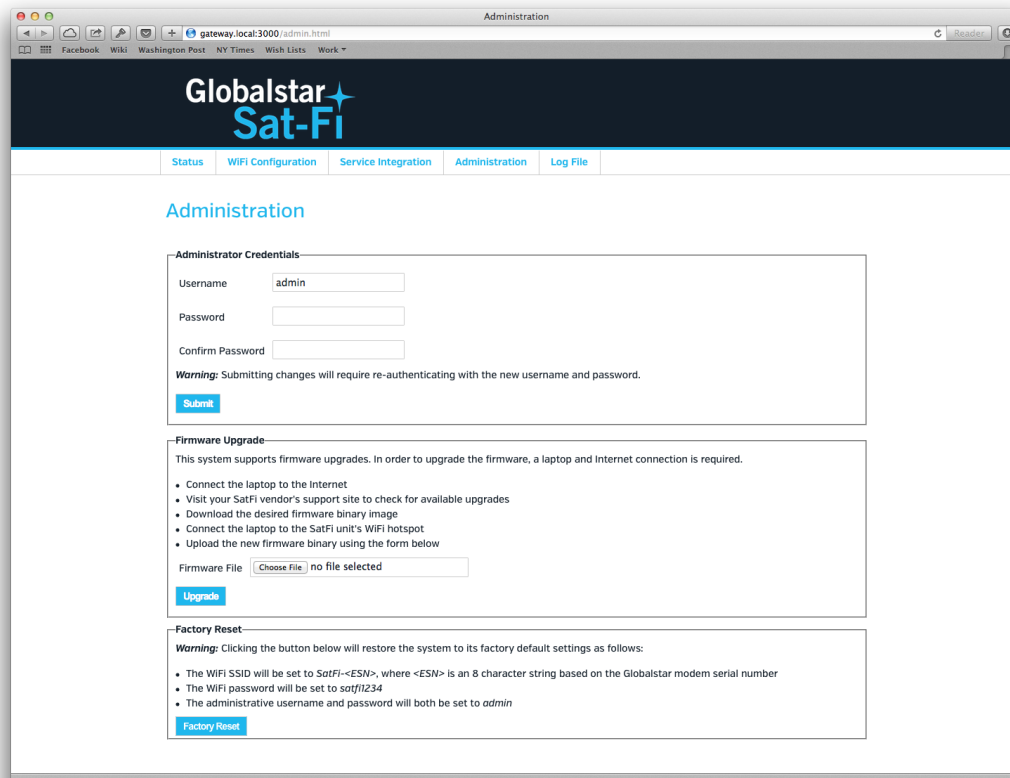 Administration
gateway.local:3000/admin.html
Reader
Facebook Wiki Washington Post NY Times Wish Lists Work
Globalstar
Sat-Fi
Status WiFi Configuration Service Integration Administration Log File
Administration
Administrator Credentials
Username admin
Password
Confirm Password
Warning: Submitting changes will require re-authenticating with the new username and password.
Submit
Firmware Upgrade
This system supports firmware upgrades. In order to upgrade the firmware, a laptop and Internet connection is required.
• Connect the laptop to the Internet
• Visit your SatFi vendor's support site to check for available upgrades
• Download the desired firmware binary image
• Connect the laptop to the SatFi unit's WiFi hotspot
• Upload the new firmware binary using the form below
Firmware File Choose File no file selected
Upgrade
Factory Reset
Warning: Clicking the button below will restore the system to its factory default settings as follows:
• The WiFi SSID will be set to SatFi-<ESN>, where <ESN> is an 8 character string based on the Globalstar modem serial number
• The WiFi password will be set to satfi1234
• The administrative username and password will both be set to admin
Factory Reset